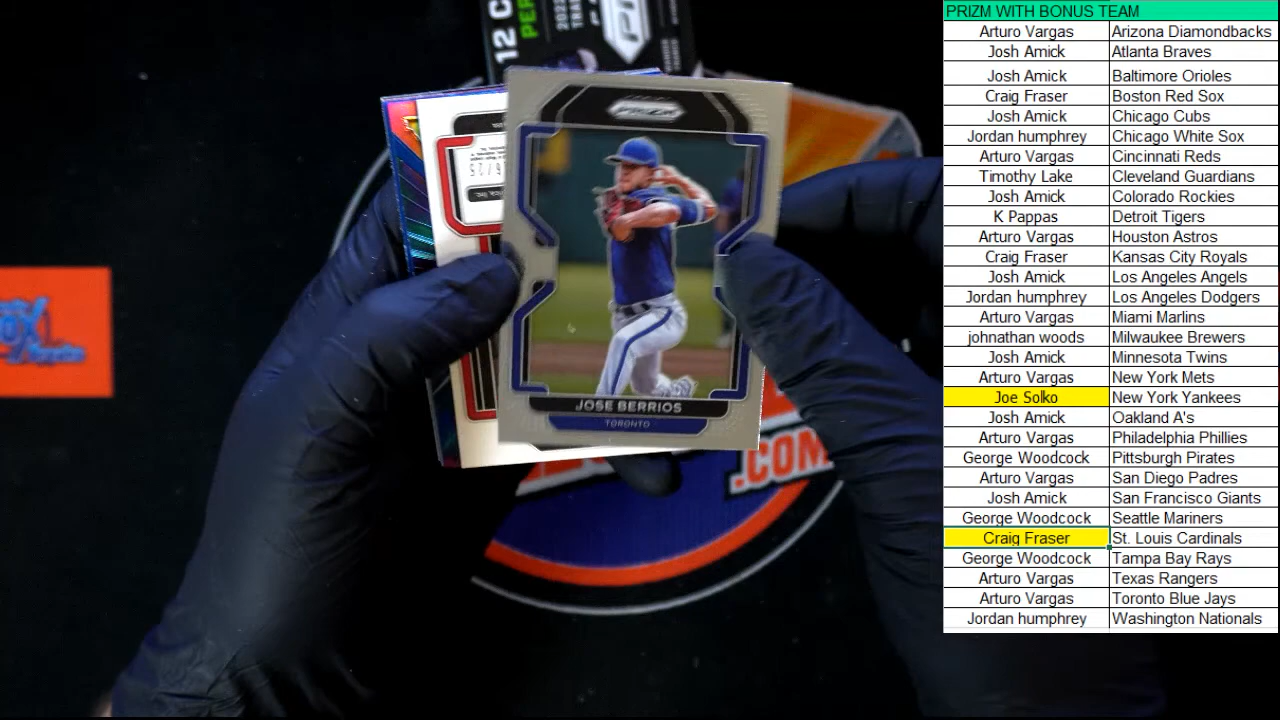 PRIZM WITH BONUS TEAM
Arturo Vargas Arizona Diamondbacks
Josh Amick Atlanta Braves
Josh Amick Baltimore Orioles
Craig Fraser Boston Red Sox
Josh Amick Chicago Cubs
Jordan humphrey Chicago White Sox
Arturo Vargas Cincinnati Reds
Timothy Lake Cleveland Guardians
Josh Amick Colorado Rockies
K Pappas Detroit Tigers
Arturo Vargas Houston Astros
Craig Fraser Kansas City Royals
Josh Amick Los Angeles Angels
Jordan humphrey Los Angeles Dodgers
Arturo Vargas Miami Marlins
johnathan woods Milwaukee Brewers
Josh Amick Minnesota Twins
Arturo Vargas New York Mets
Joe Solko New York Yankees
Josh Amick Oakland A's
Arturo Vargas Philadelphia Phillies
George Woodcock Pittsburgh Pirates
Arturo Vargas San Diego Padres
Josh Amick San Francisco Giants
George Woodcock Seattle Mariners
Craig Fraser St. Louis Cardinals
George Woodcock Tampa Bay Rays
Arturo Vargas Texas Rangers
Arturo Vargas Toronto Blue Jays
Jordan humphrey Washington Nationals
12 C
PRIZM
PRIZM
JOSE BERRIOS
TORONTO
.COM